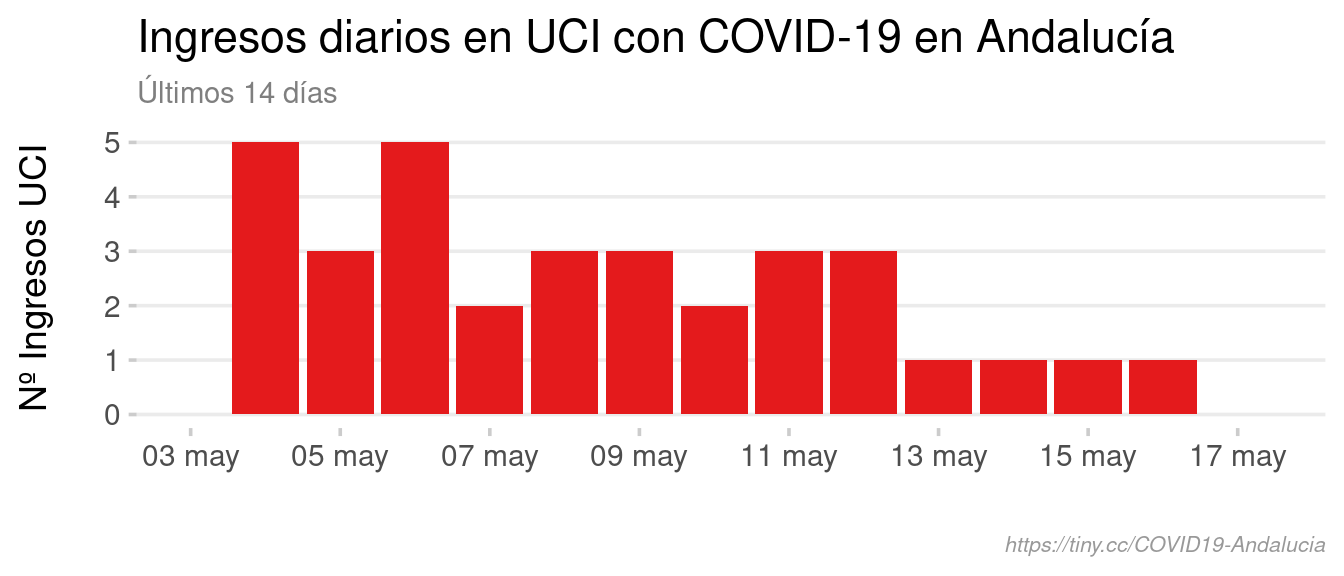 Ingresos diarios en UCI con COVID-19 en Andalucía
Últimos 14 días
Nº Ingresos UCI
5
4
3
2
1
0
03 may 05 may 07 may 09 may 11 may 13 may 15 may 17 may
https://tiny.cc/COVID19-Andalucia